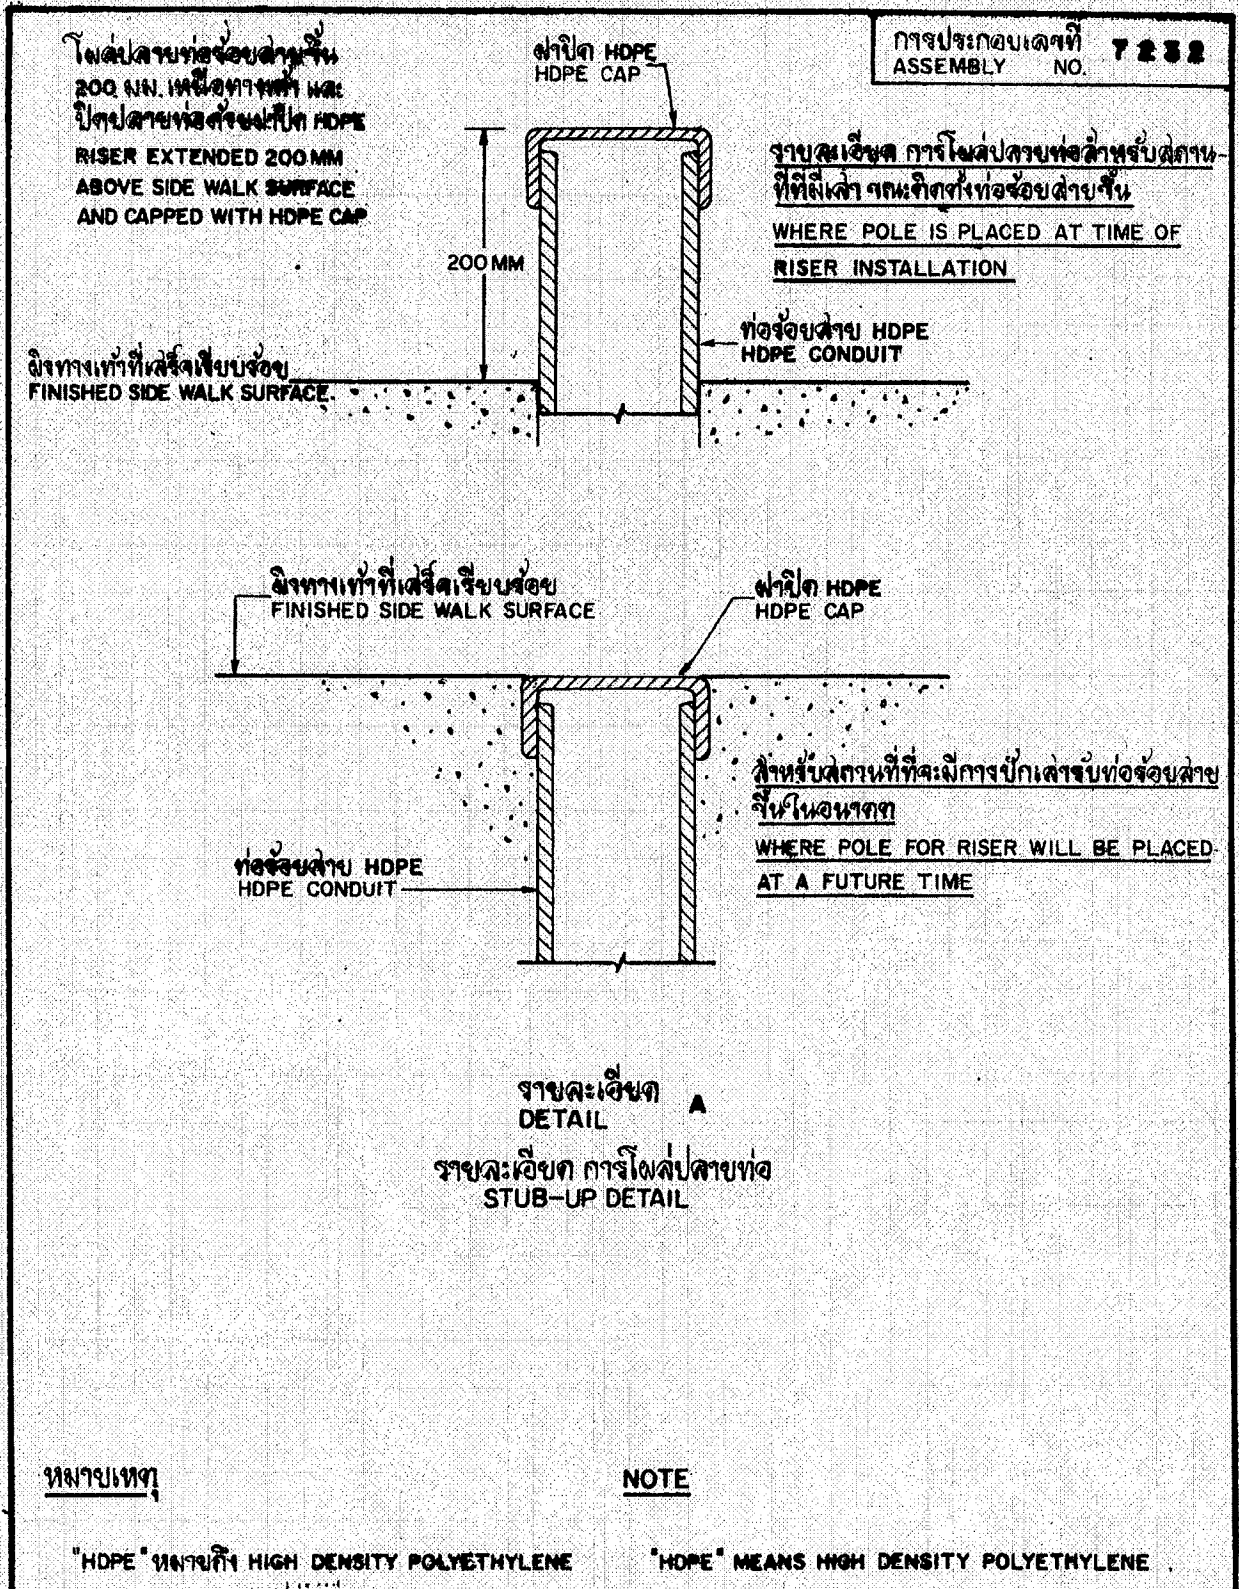 การประกอบเลขที่
ASSEMBLY NO. 7232
โผล่ปลายท่อร้อยสายขึ้น
200 มม. เหนือทางเท้า และ
ปิดปลายท่อด้วยฝาปิด HDPE
RISER EXTENDED 200 MM
ABOVE SIDE WALK SURFACE
AND CAPPED WITH HDPE CAP
ฝาปิด HDPE
HDPE CAP
รายละเอียด การโผล่ปลายท่อสำหรับสถาน-
ที่ที่มีเสา ขณะติดตั้งท่อร้อยสายขึ้น
WHERE POLE IS PLACED AT TIME OF
RISER INSTALLATION
200 MM
ท่อร้อยสาย HDPE
HDPE CONDUIT
ผิวทางเท้าที่เสร็จเรียบร้อย
FINISHED SIDE WALK SURFACE.
ผิวทางเท้าที่เสร็จเรียบร้อย
FINISHED SIDE WALK SURFACE
ฝาปิด HDPE
HDPE CAP
สำหรับสถานที่ที่จะมีการปักเสารับท่อร้อยสาย
ขึ้นในอนาคต
WHERE POLE FOR RISER WILL BE PLACED
AT A FUTURE TIME
ท่อร้อยสาย HDPE
HDPE CONDUIT
รายละเอียด
DETAIL A
รายละเอียด การโผล่ปลายท่อ
STUB-UP DETAIL
หมายเหตุ
NOTE
"HDPE" หมายถึง HIGH DENSITY POLYETHYLENE
"HDPE" MEANS HIGH DENSITY POLYETHYLENE